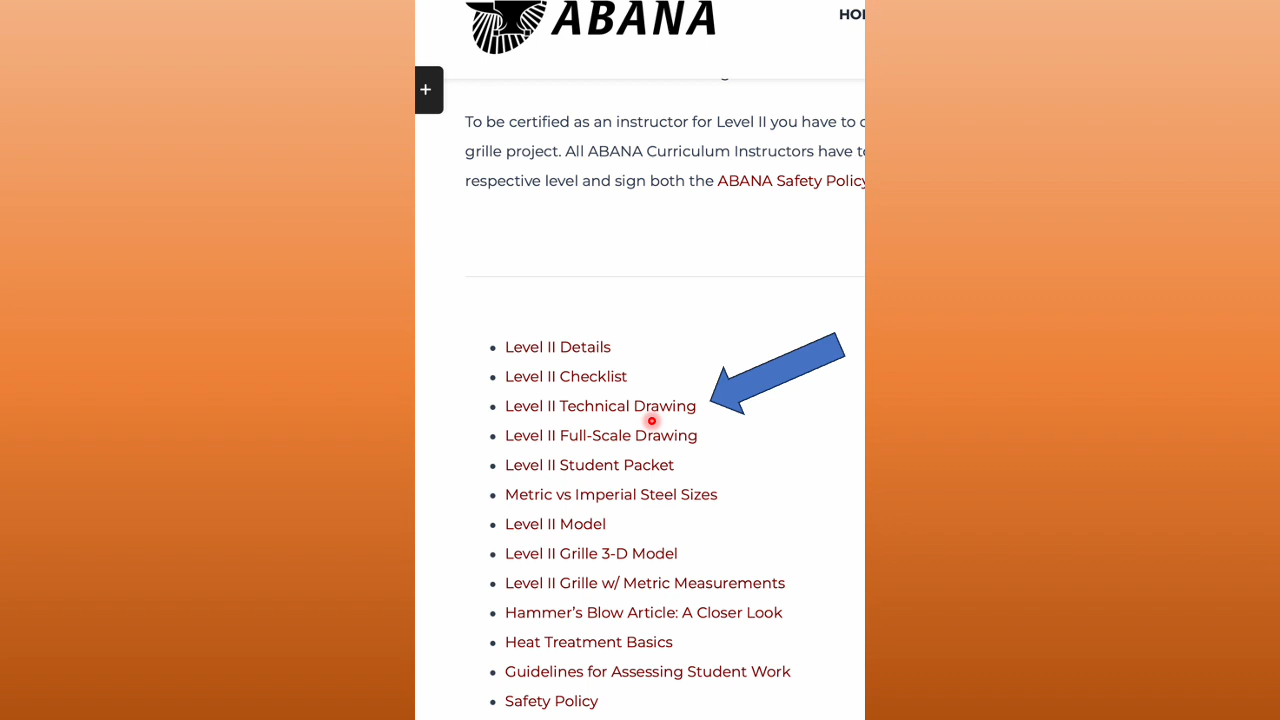 ABANA
To be certified as an instructor for Level II you have to
grille project. All ABANA Curriculum Instructors have to
respective level and sign both the ABANA Safety Policy
Level II Details
Level II Checklist
Level II Technical Drawing
Level II Full-Scale Drawing
Level II Student Packet
Metric vs Imperial Steel Sizes
Level II Model
Level II Grille 3-D Model
Level II Grille w/ Metric Measurements
Hammer’s Blow Article: A Closer Look
Heat Treatment Basics
Guidelines for Assessing Student Work
Safety Policy